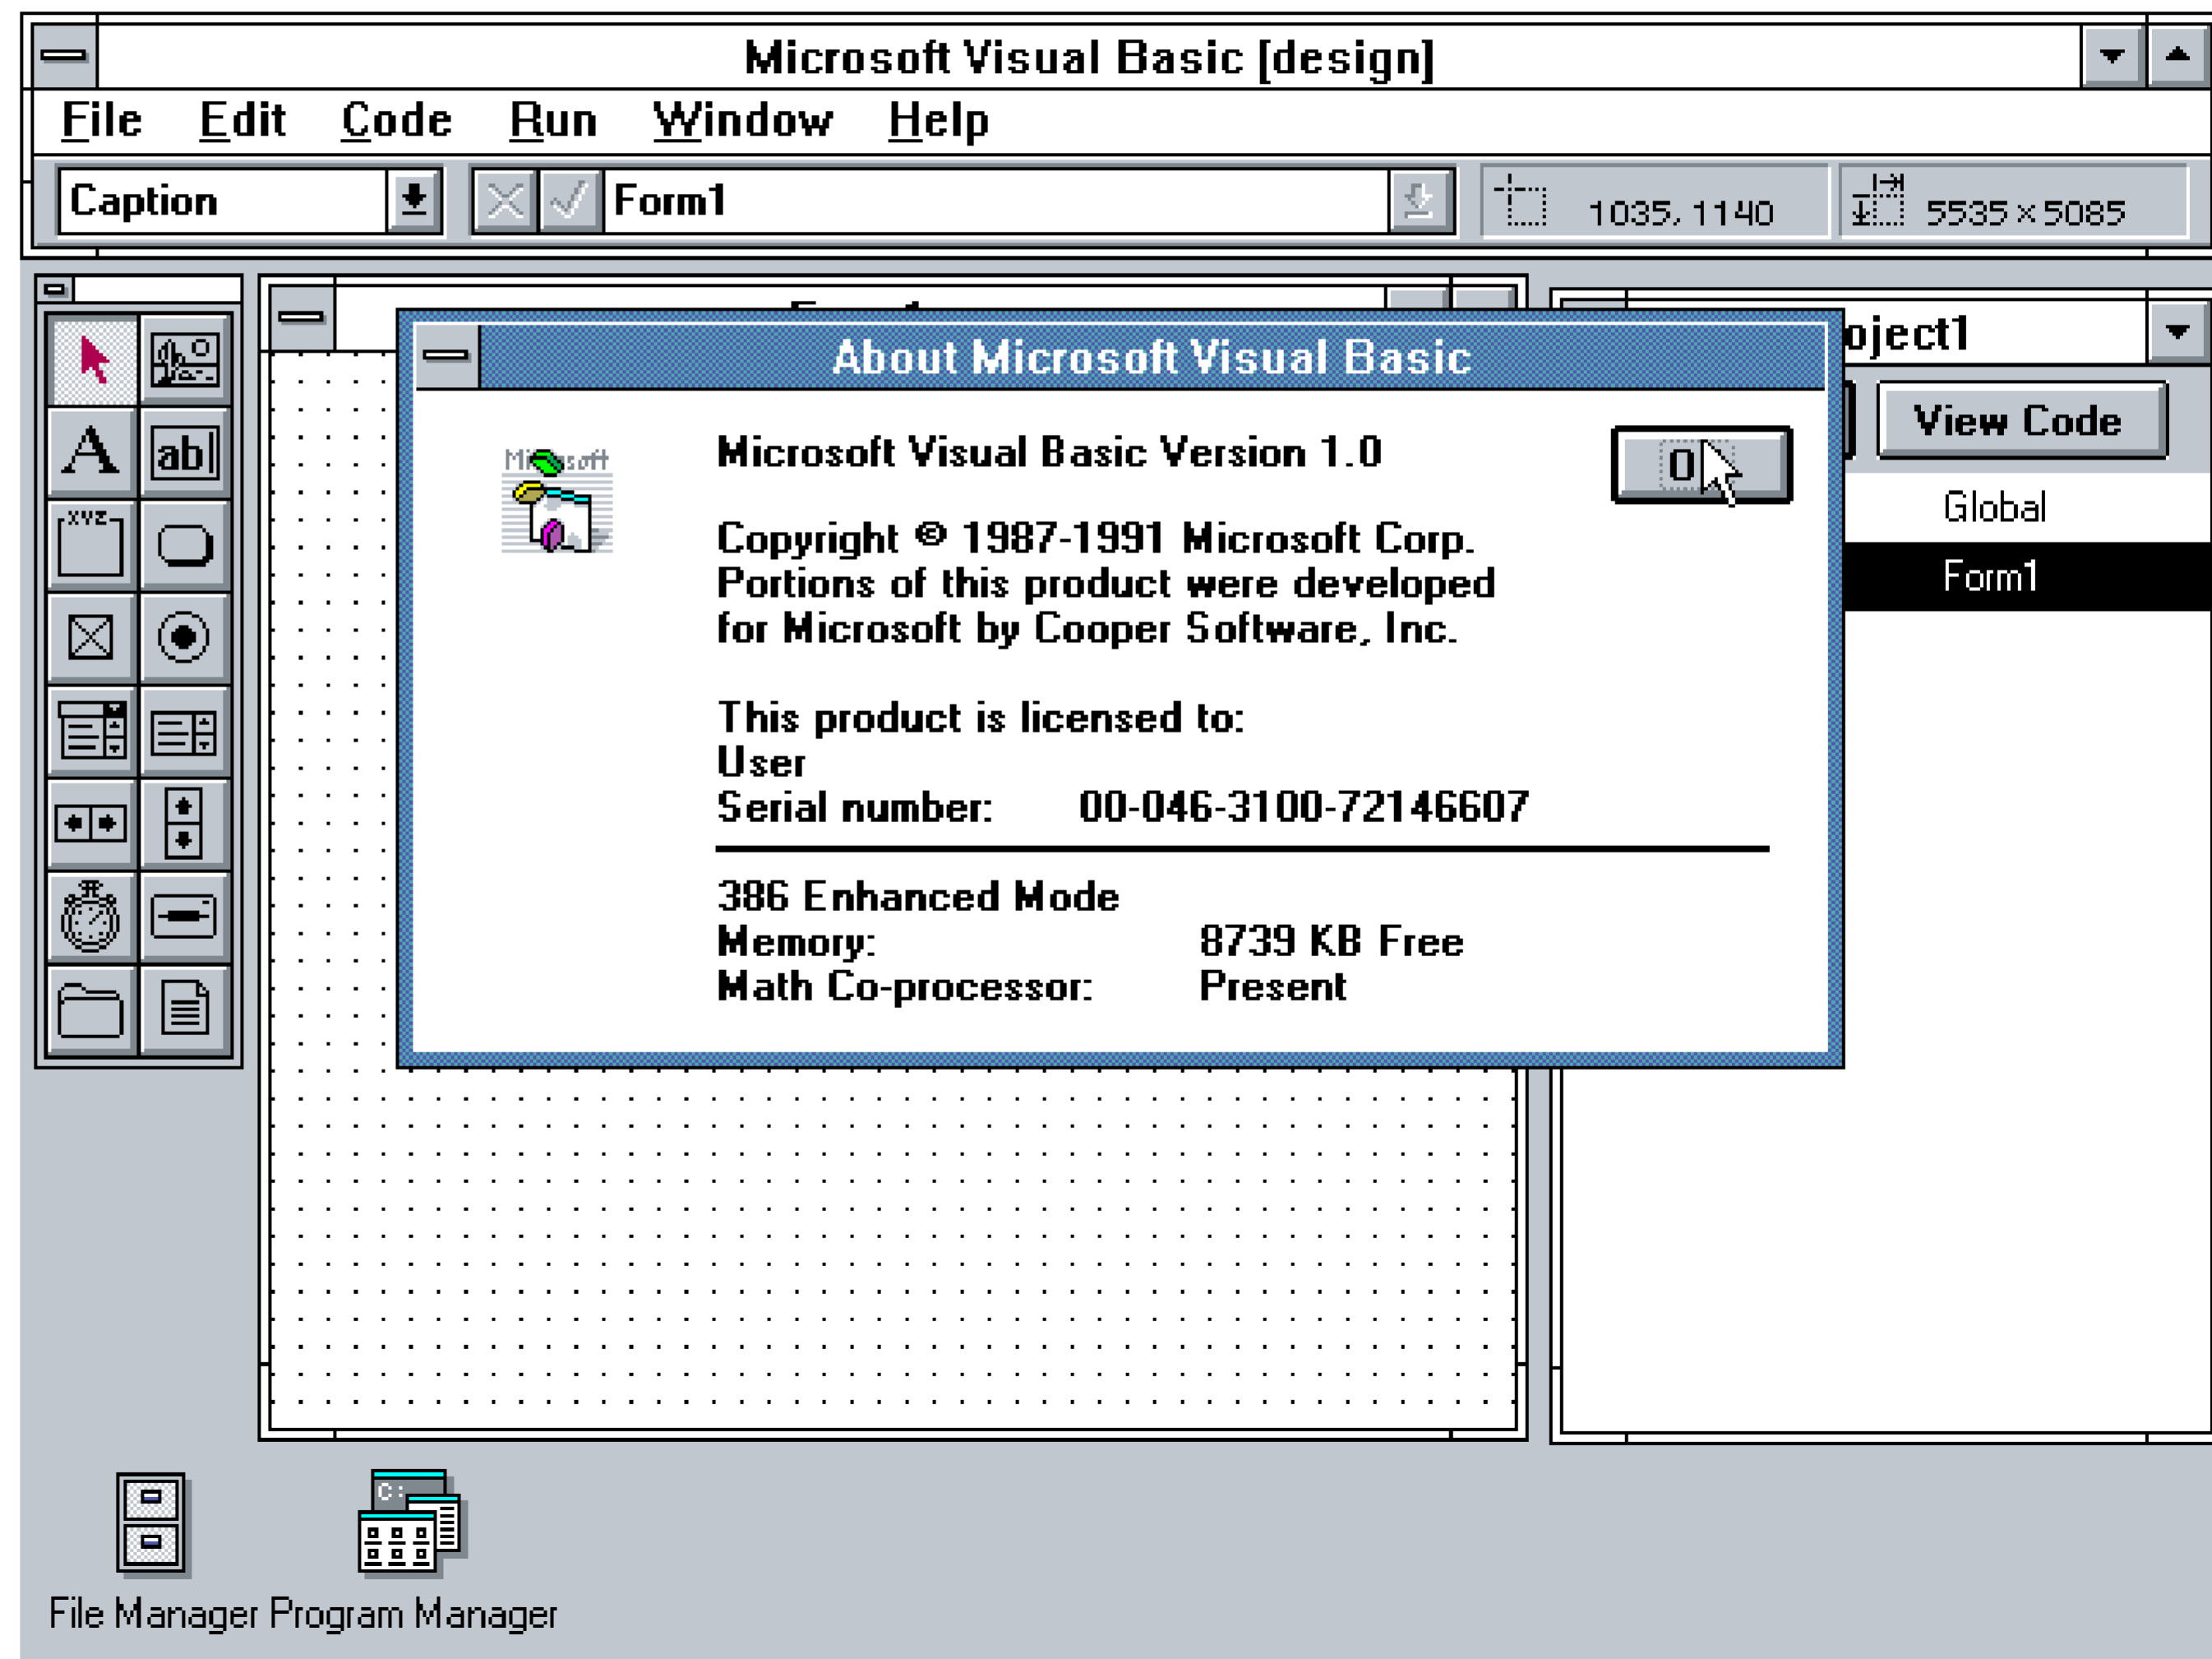 Microsoft Visual Basic [design]
File Edit Code Run Window Help
Caption Form1 1035, 1140 5535×5085
oject1
About Microsoft Visual Basic
View Code
Microsoft Visual Basic Version 1.0
Global
Copyright © 1987-1991 Microsoft Corp.
Form1
Portions of this product were developed
for Microsoft by Cooper Software, Inc.
This product is licensed to:
User
Serial number: 00-046-3100-72146607
386 Enhanced Mode
Memory: 8739 KB Free
Math Co-processor: Present
A
ab
XYZ
C:
File Manager Program Manager